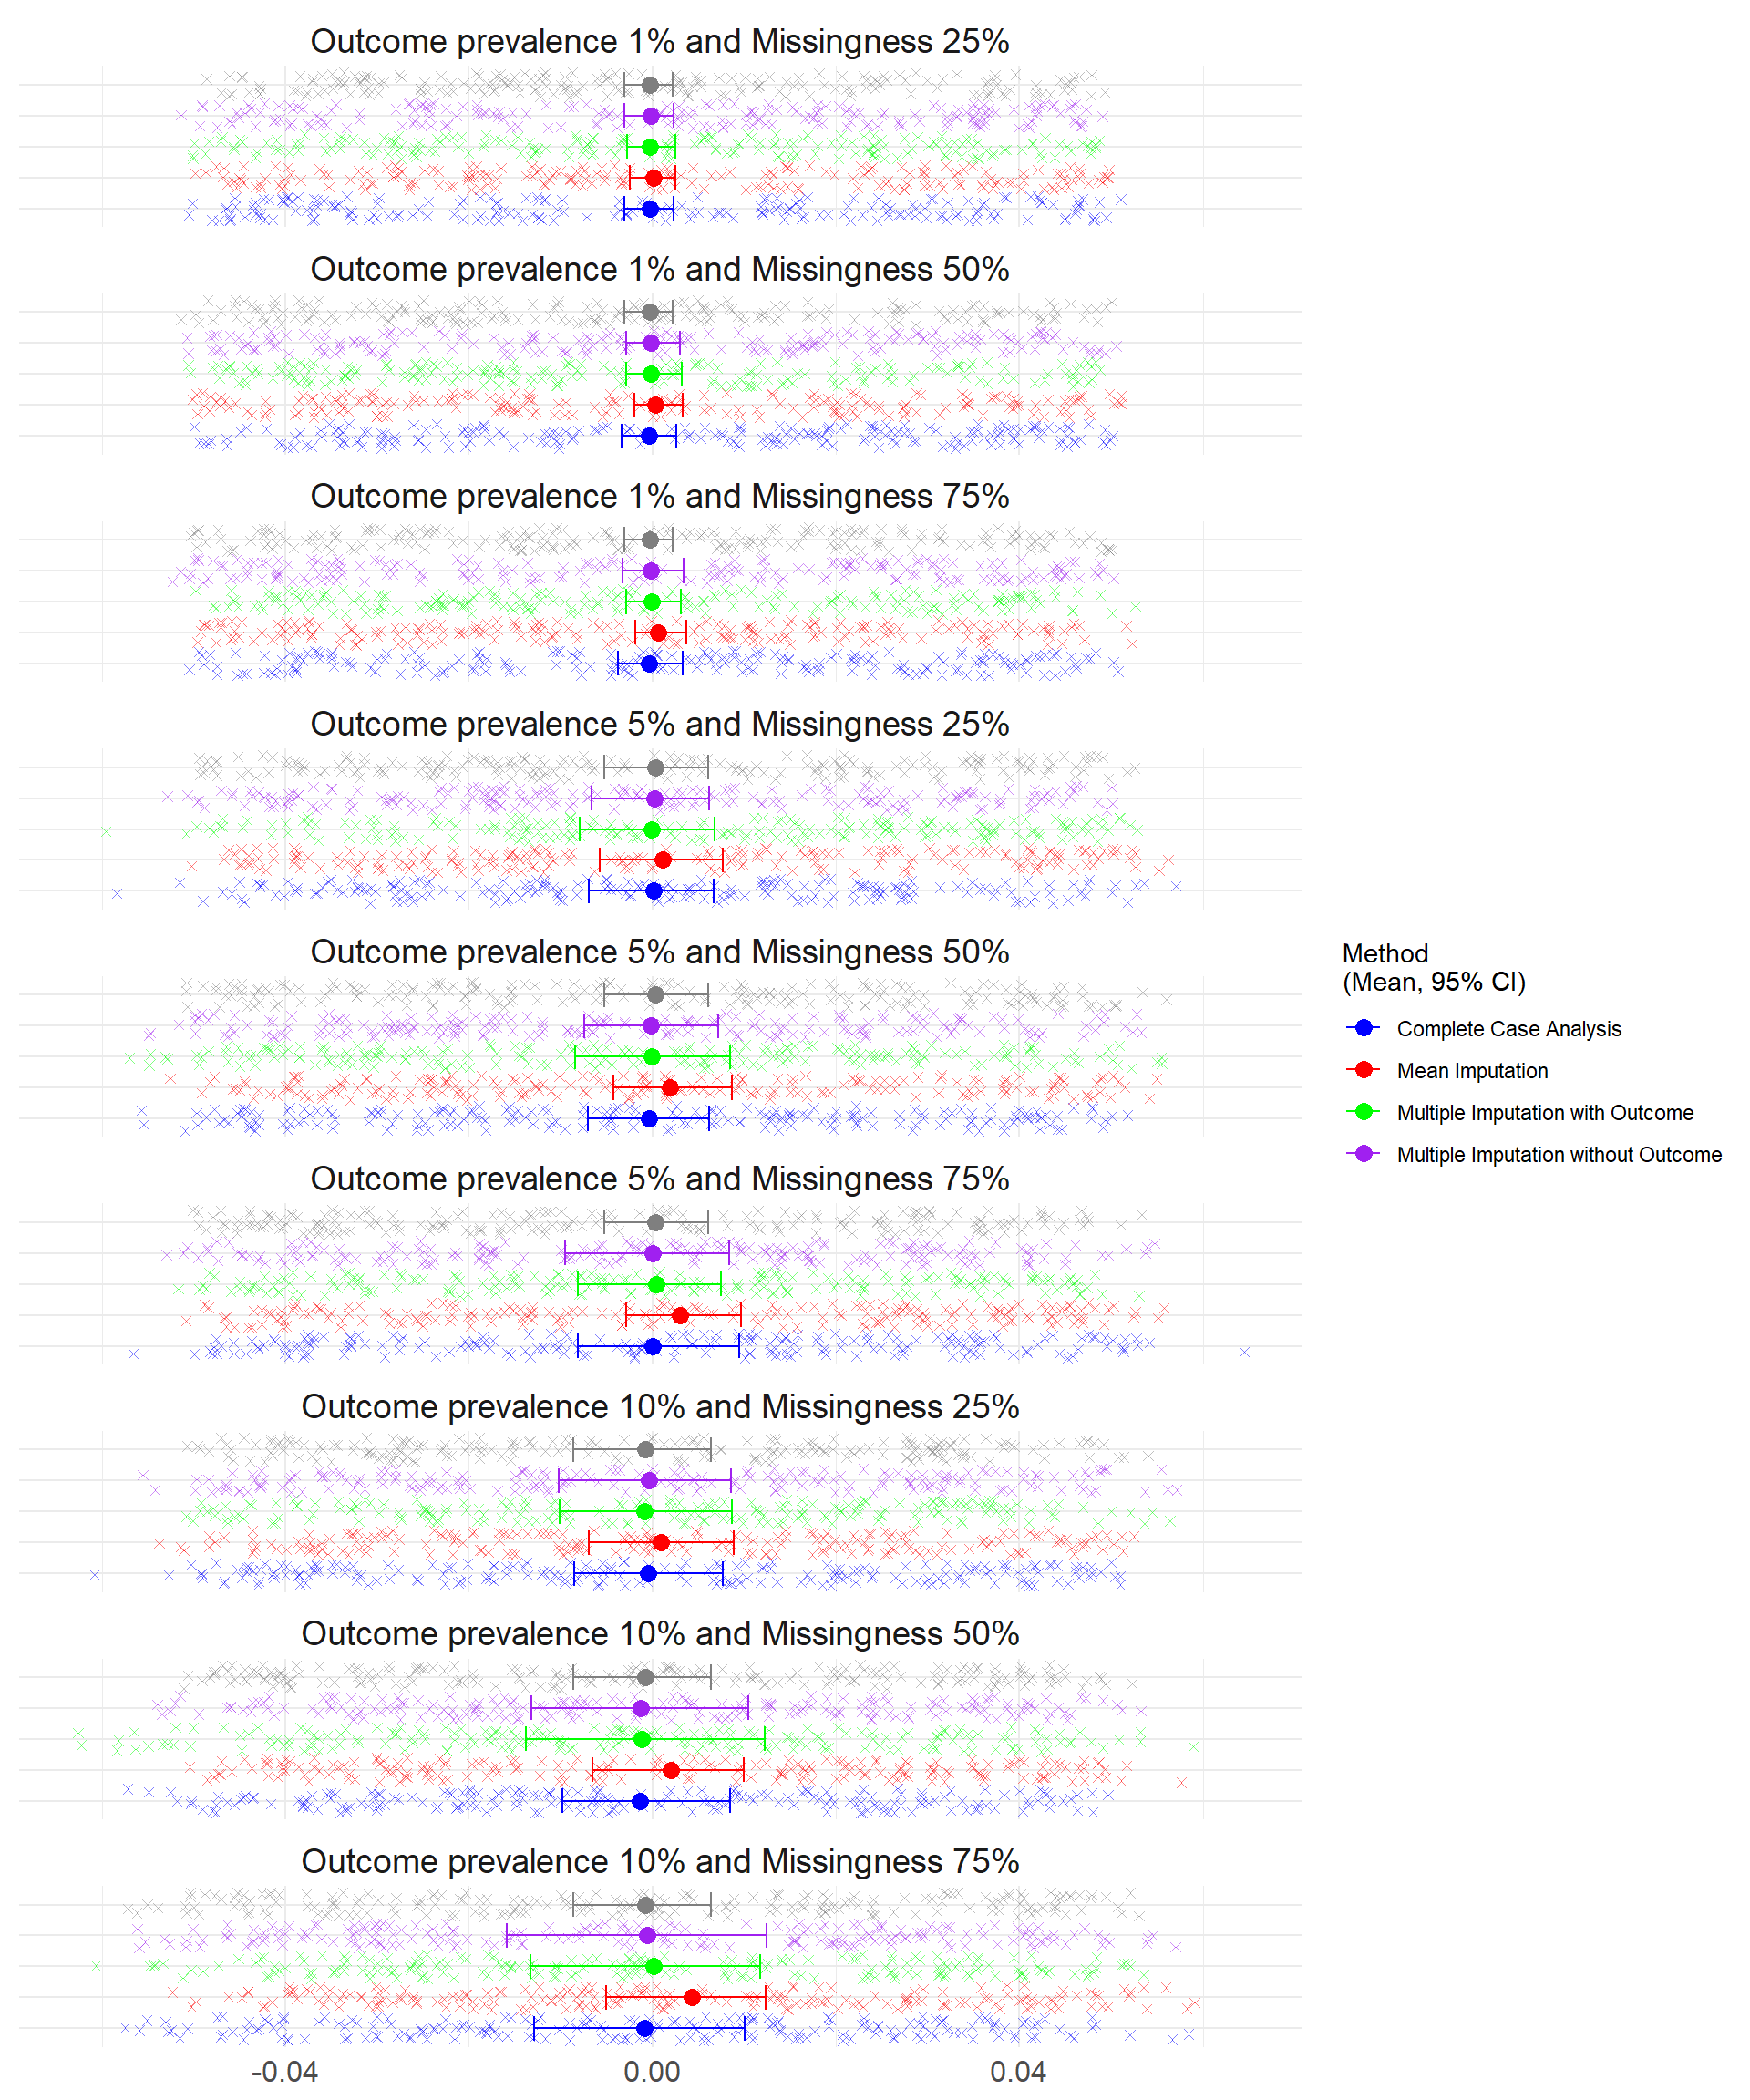 Outcome prevalence 1% and Missingness 25%
Outcome prevalence 1% and Missingness 50%
Outcome prevalence 1% and Missingness 75%
Outcome prevalence 5% and Missingness 25%
Outcome prevalence 5% and Missingness 50%
Outcome prevalence 5% and Missingness 75%
Outcome prevalence 10% and Missingness 25%
Outcome prevalence 10% and Missingness 50%
Outcome prevalence 10% and Missingness 75%
-0.04 0.00 0.04
Method
(Mean, 95% CI)
Complete Case Analysis
Mean Imputation
Multiple Imputation with Outcome
Multiple Imputation without Outcome